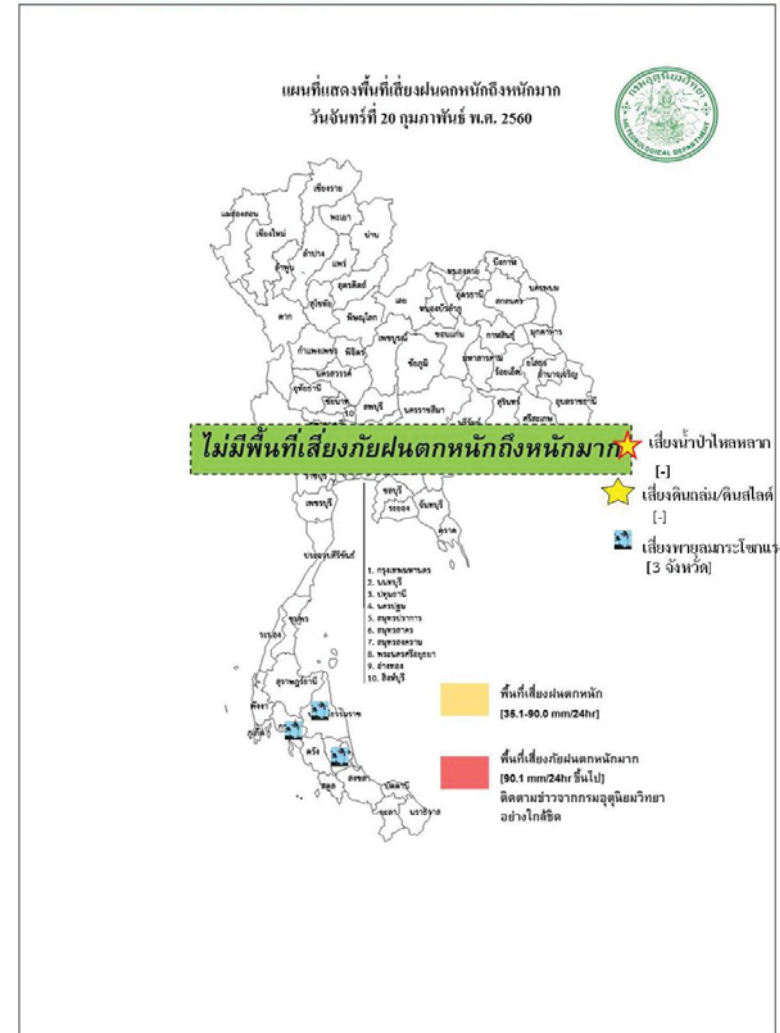 แผนที่แสดงพื้นที่เสี่ยงฝนตกหนักถึงหนักมาก
วันจันทร์ที่ 20 กุมภาพันธ์ พ.ศ. 2560
กรมอุตุนิยมวิทยา
METEOROLOGICAL DEPARTMENT
เชียงราย
แม่ฮ่องสอน
พะเยา
เชียงใหม่
น่าน
ลำปาง
ลำพูน
แพร่
บึงกาฬ
หนองคาย
อุตรดิตถ์
อุดรธานี
นครพนม
เลย
สกลนคร
สุโขทัย
หนองบัวลำภู
ตาก
พิษณุโลก
ขอนแก่น
กาฬสินธุ์
มุกดาหาร
เพชรบูรณ์
กำแพงเพชร
พิจิตร
มหาสารคาม
ชัยภูมิ
ยโสธร
นครสวรรค์
ร้อยเอ็ด
อำนาจเจริญ
อุทัยธานี
ชัยนาท
10
ลพบุรี
นครราชสีมา
สุรินทร์
อุบลราชธานี
ศรีสะเกษ
ไม่มีพื้นที่เสี่ยงภัยฝนตกหนักถึงหนักมาก
เสี่ยงน้ำป่าไหลหลาก
[-]
เสี่ยงดินถล่ม/ดินสไลด์
[-]
เสี่ยงพายุลมกระโชกแร
[3 จังหวัด]
ชลบุรี
เพชรบุรี
ระยอง
จันทบุรี
ตราด
ประจวบคีรีขันธ์
1. กรุงเทพมหานคร
2. นนทบุรี
3. ปทุมธานี
4. นครปฐม
5. สมุทรปราการ
6. สมุทรสาคร
7. สมุทรสงคราม
8. พระนครศรีอยุธยา
9. อ่างทอง
10. สิงห์บุรี
ชุมพร
ระนอง
สุราษฎร์ธานี
พังงา
ภูเก็ต
ตรัง
สงขลา
สตูล
ปัตตานี
ยะลา
นราธิวาส
พื้นที่เสี่ยงฝนตกหนัก
[35.1-90.0 mm/24hr]
พื้นที่เสี่ยงภัยฝนตกหนักมาก
[90.1 mm/24hr ขึ้นไป]
ติดตามข่าวจากกรมอุตุนิยมวิทยา
อย่างใกล้ชิด